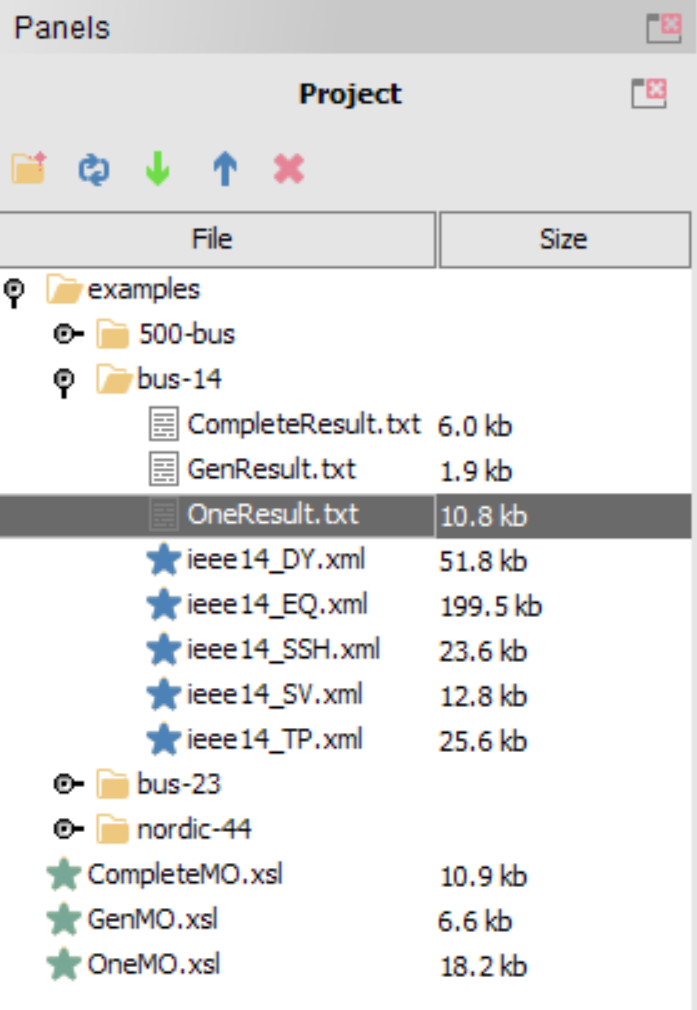 Panels
Project
File Size
examples
500-bus
bus-14
CompleteResult.txt 6.0 kb
GenResult.txt 1.9 kb
OneResult.txt 10.8 kb
ieee14_DY.xml 51.8 kb
ieee14_EQ.xml 199.5 kb
ieee14_SSH.xml 23.6 kb
ieee14_SV.xml 12.8 kb
ieee14_TP.xml 25.6 kb
bus-23
nordic-44
CompleteMO.xsl 10.9 kb
GenMO.xsl 6.6 kb
OneMO.xsl 18.2 kb